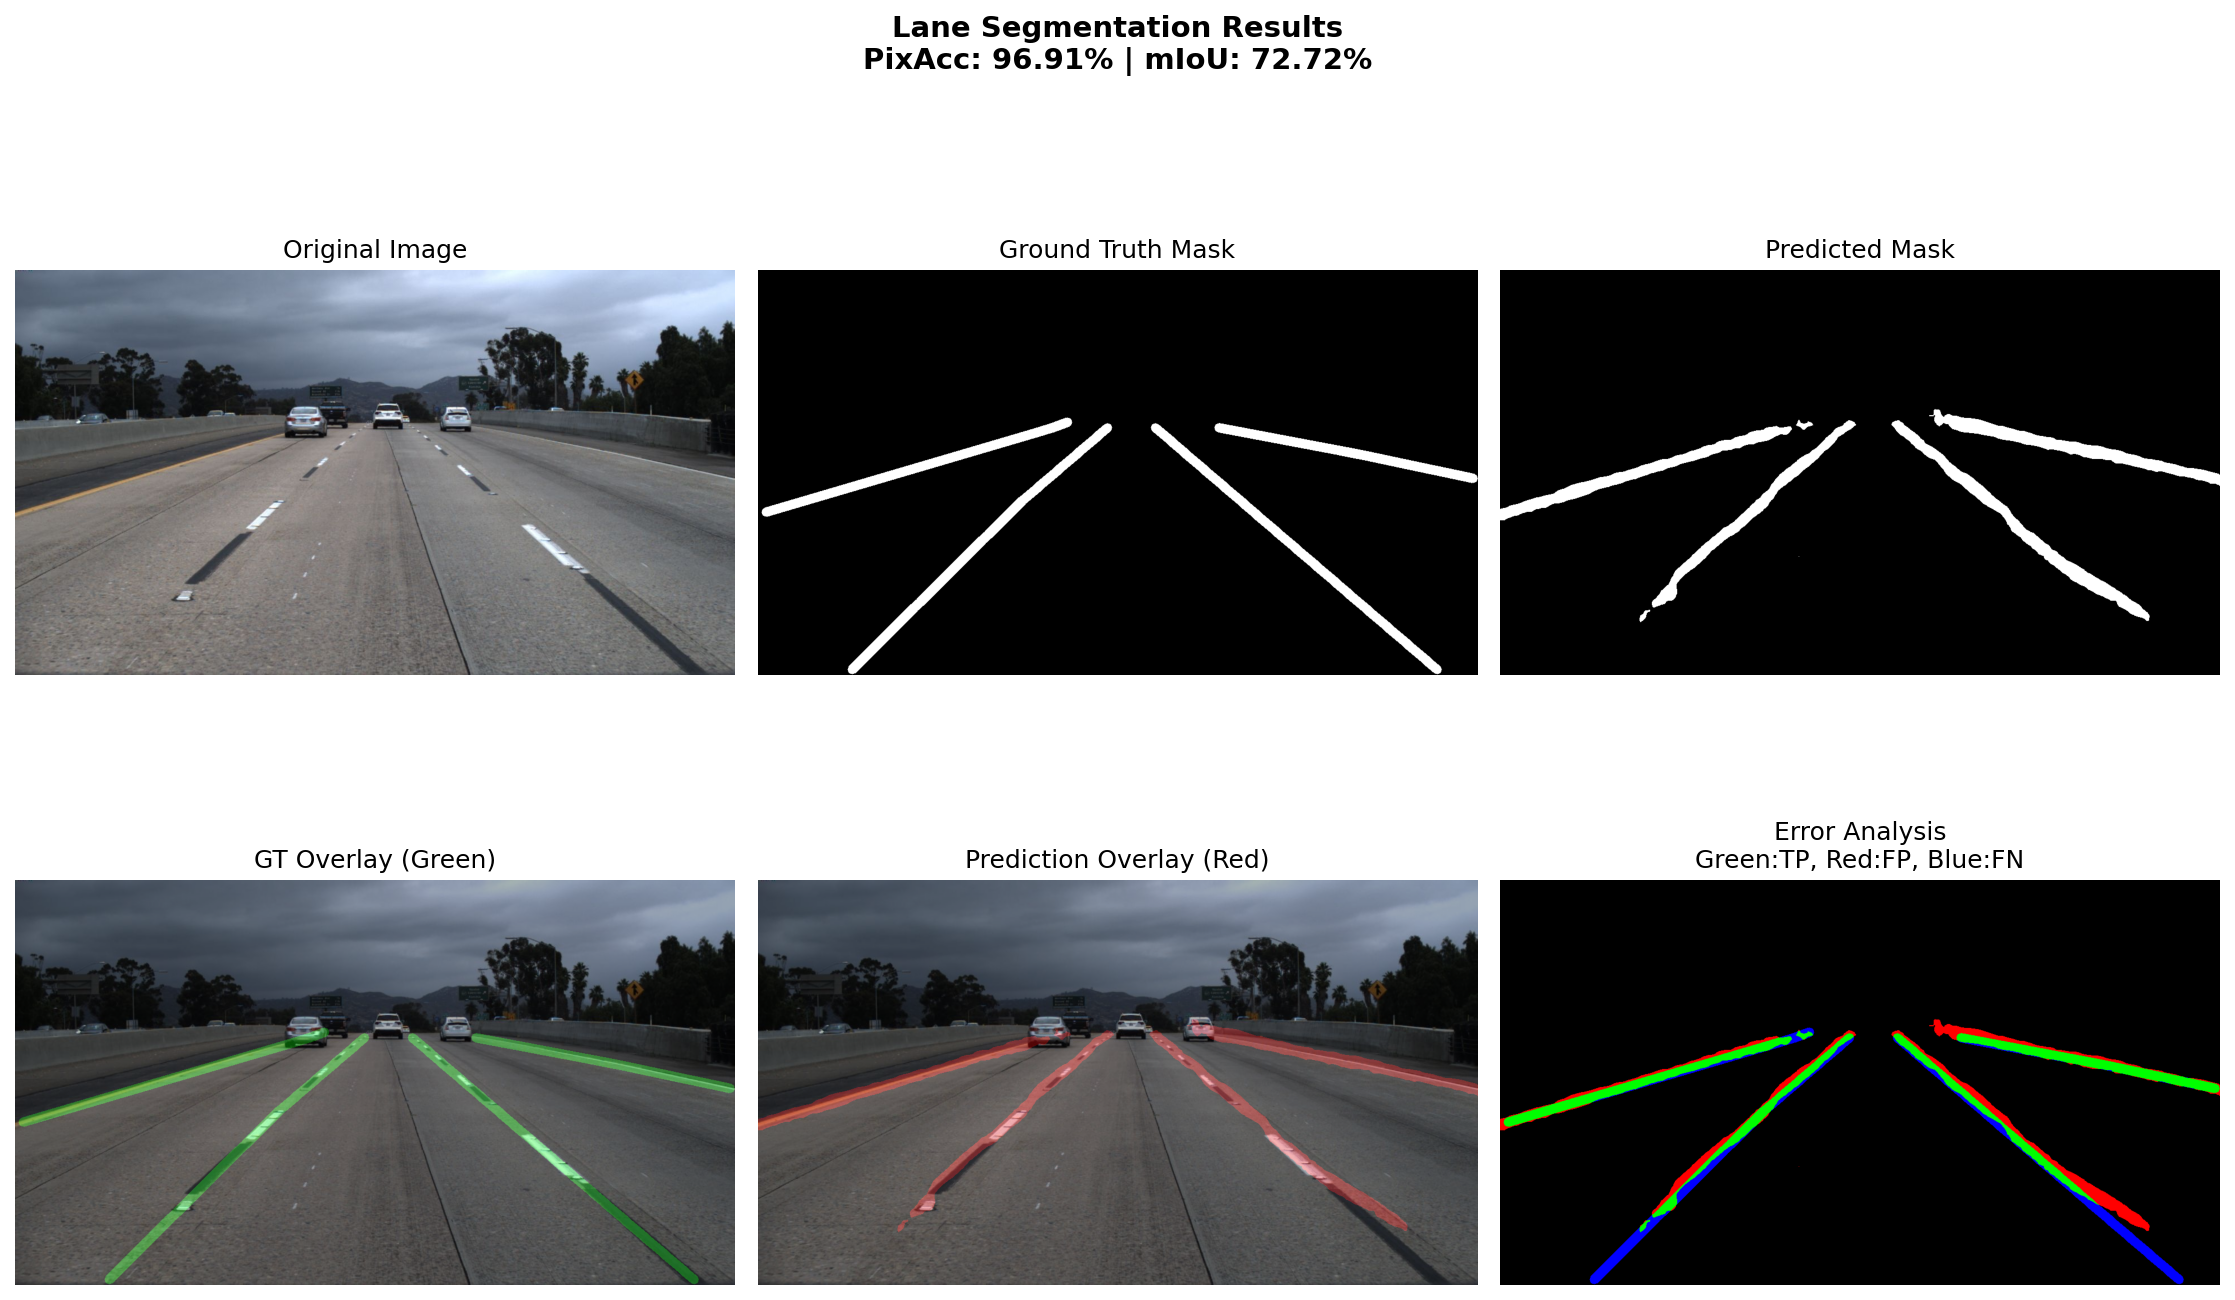 Lane Segmentation Results
PixAcc: 96.91% | mIoU: 72.72%
Original Image
Ground Truth Mask
Predicted Mask
GT Overlay (Green)
Prediction Overlay (Red)
Error Analysis
Green:TP, Red:FP, Blue:FN